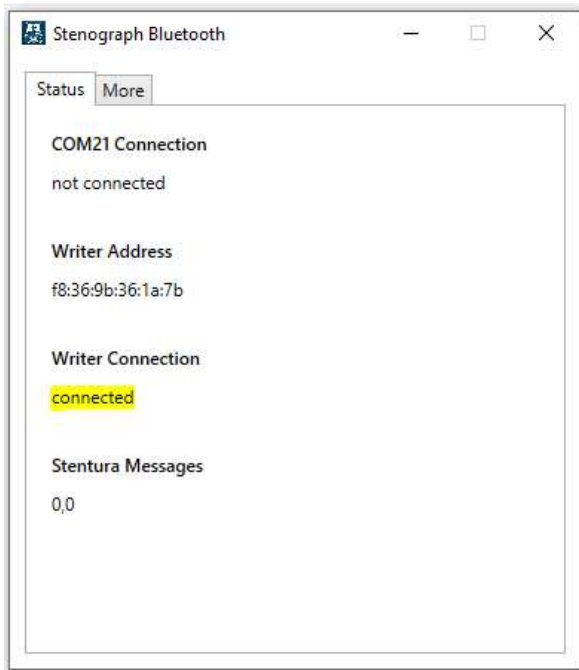 Stenograph Bluetooth
Status More
COM21 Connection
not connected
Writer Address
f8:36:9b:36:1a:7b
Writer Connection
connected
Stentura Messages
0,0